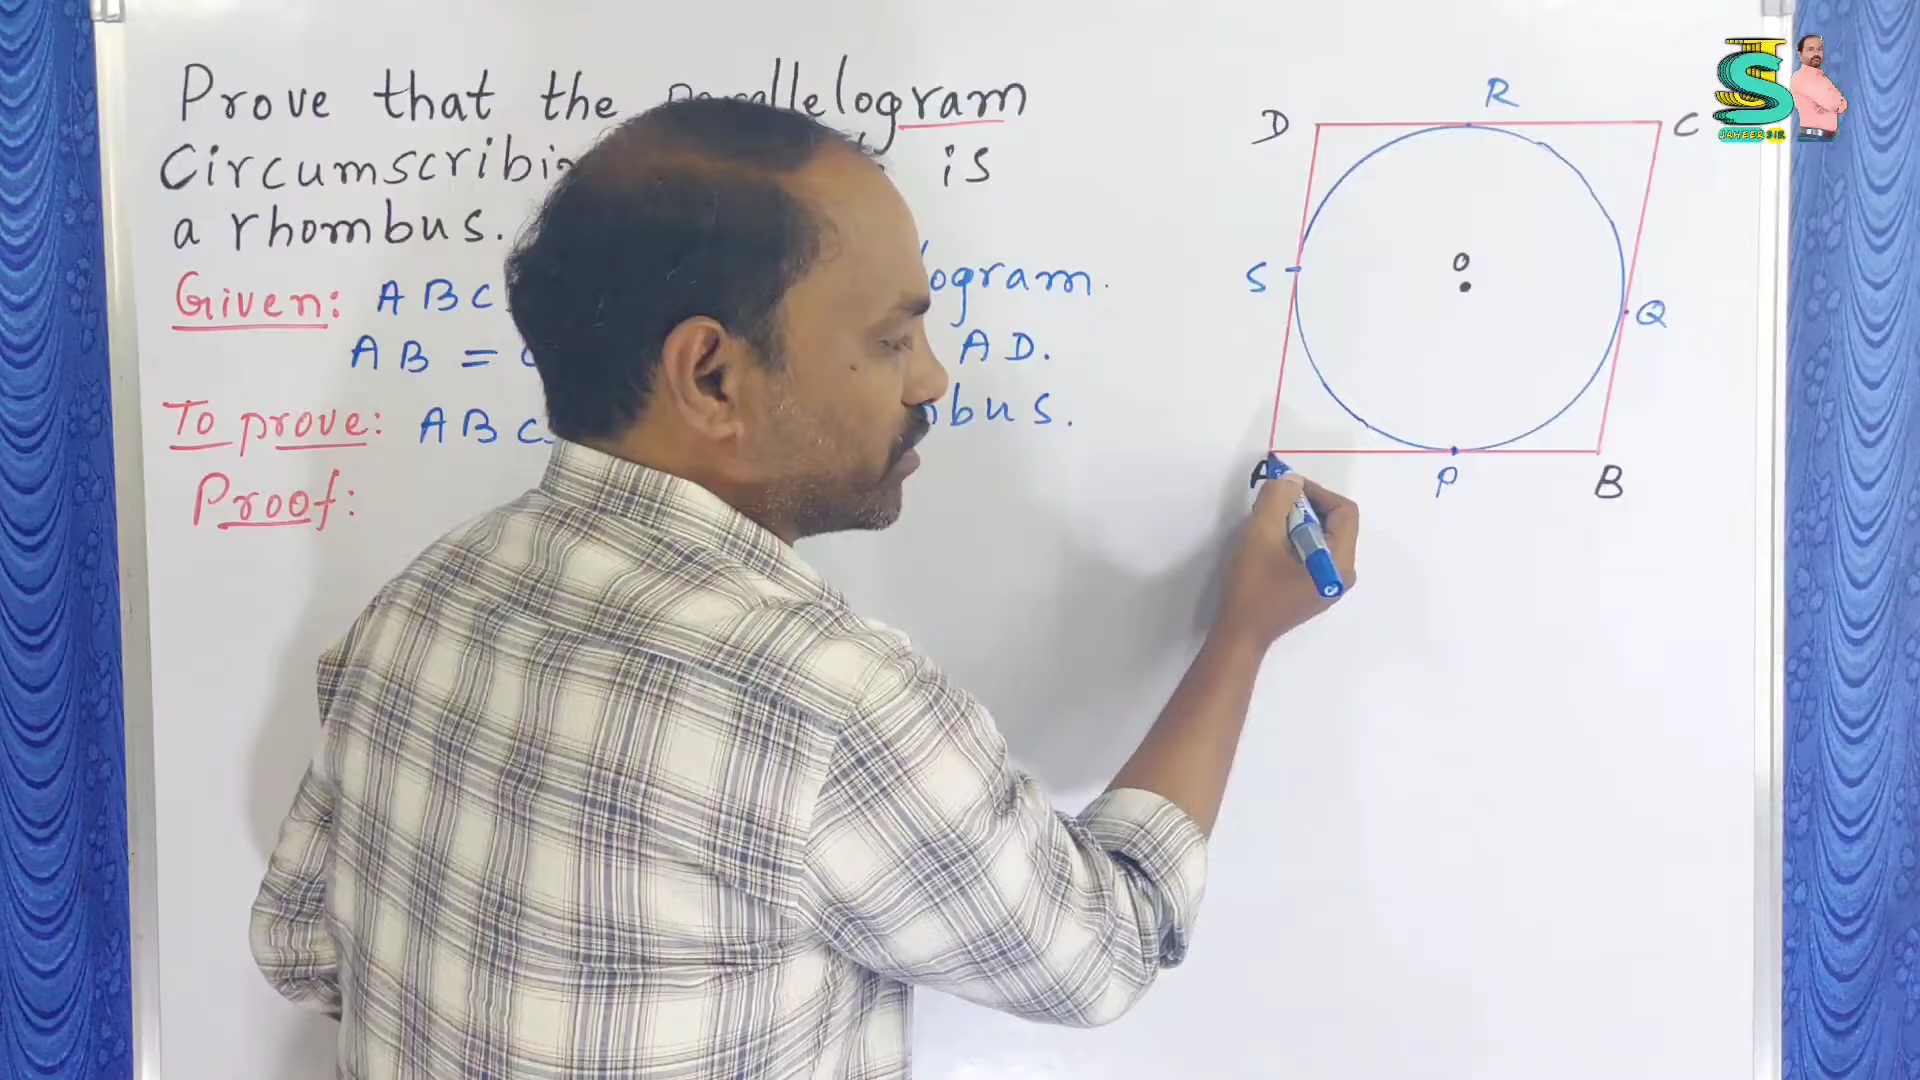 Prove that the parallelogram
Circumscribi is
a rhombus.
Given: ABC ogram.
AB = AD.
To prove: ABC bus.
Proof:
D R C
O
S Q
A P B
JAHEER SIR